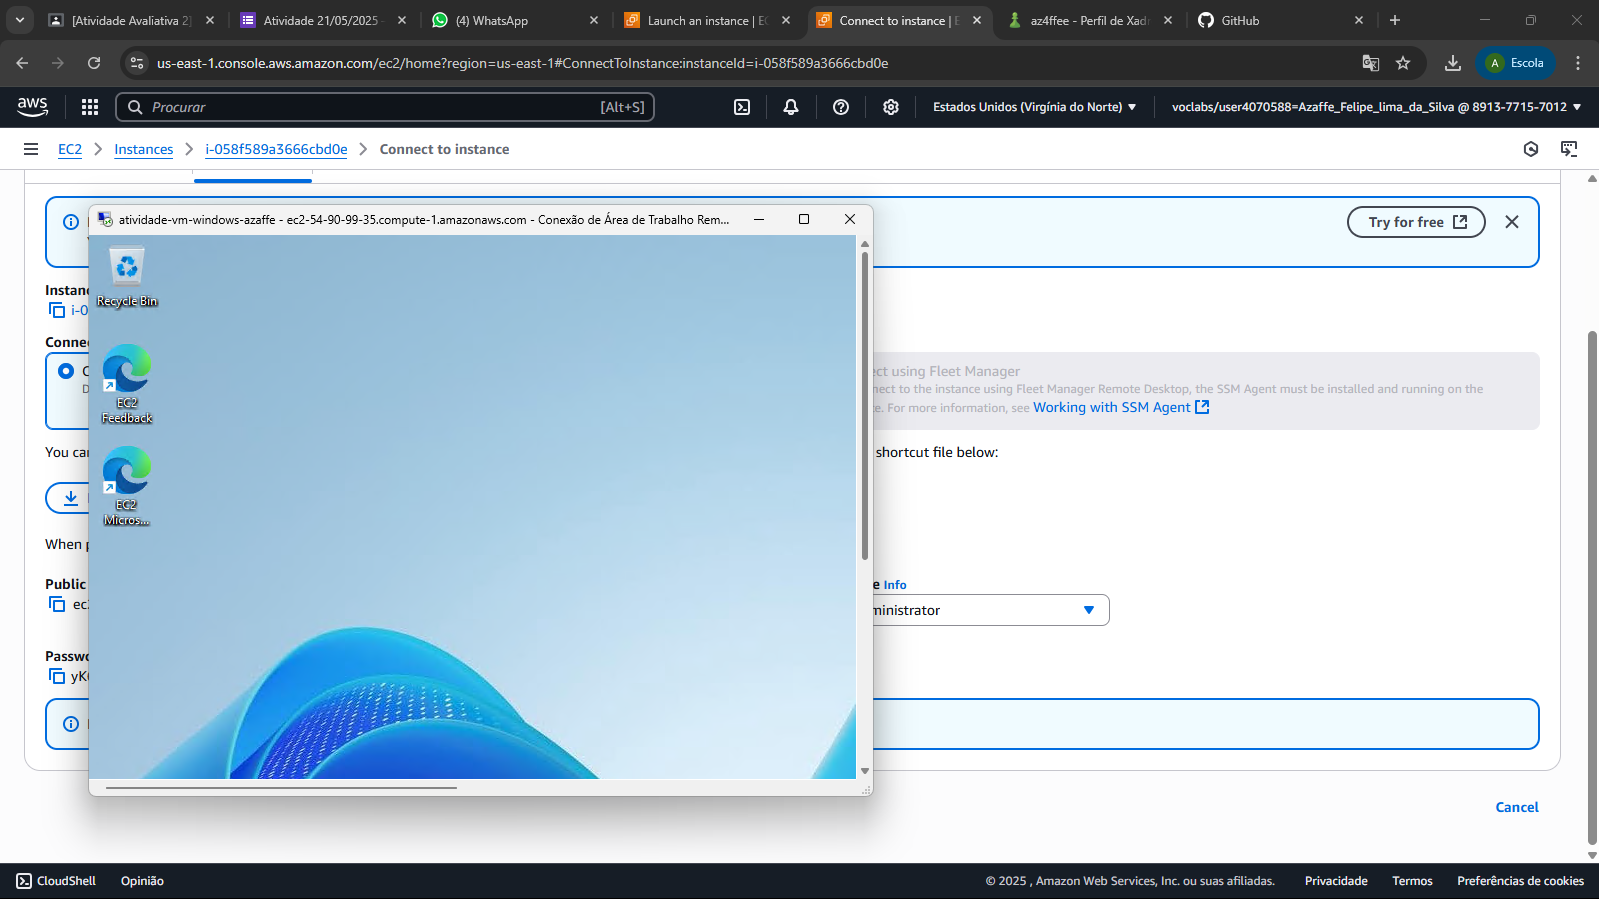 [Atividade Avaliativa 2]
Atividade 21/05/2025 -
(4) WhatsApp
Launch an instance | EC
Connect to instance | E
az4ffee - Perfil de Xadr
GitHub
us-east-1.console.aws.amazon.com/ec2/home?region=us-east-1#ConnectToInstance:instanceId=i-058f589a3666cbd0e
A Escola
aws
Procurar
[Alt+S]
Estados Unidos (Virgínia do Norte)
voclabs/user4070588=Azaffe_Felipe_lima_da_Silva @ 8913-7715-7012
EC2
Instances
i-058f589a3666cbd0e
Connect to instance
Try for free
atividade-vm-windows-azaffe - ec2-54-90-99-35.compute-1.amazonaws.com - Conexão de Área de Trabalho Rem...
Recycle Bin
EC2
Feedback
EC2
Micros...
Instan
i-0
Connec
ect using Fleet Manager
nect to the instance using Fleet Manager Remote Desktop, the SSM Agent must be installed and running on the
e. For more information, see Working with SSM Agent
You can
shortcut file below:
When p
Public
ec2
e Info
ministrator
Passwo
yK
Cancel
CloudShell
Opinião
© 2025 , Amazon Web Services, Inc. ou suas afiliadas.
Privacidade
Termos
Preferências de cookies